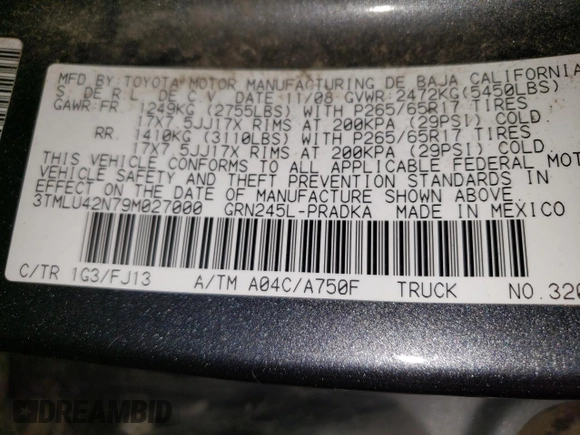 MFD.BY:TOYOTA MOTOR MANUFACTURING DE BAJA CALIFORNIA
S. DE R.L. DE C.V. DATE 11/08 GVWR 2472KG(5450LBS)
GAWR:FR. 1249KG (2755LBS) WITH P265/65R17 TIRES
17X7.5JJ17X RIMS AT 200KPA (29PSI) COLD.
RR. 1410KG (3110LBS) WITH P265/65R17 TIRES
17X7.5JJ17X RIMS AT 200KPA (29PSI) COLD.
THIS VEHICLE CONFORMS TO ALL APPLICABLE FEDERAL MOT
VEHICLE SAFETY AND THEFT PREVENTION STANDARDS IN
EFFECT ON THE DATE OF MANUFACTURE SHOWN ABOVE.
3TMLU42N79M027000 GRN245L-PRADKA MADE IN MEXICO
C/TR 1G3/FJ13 A/TM A04C/A750F TRUCK NO.320
DREAMBID